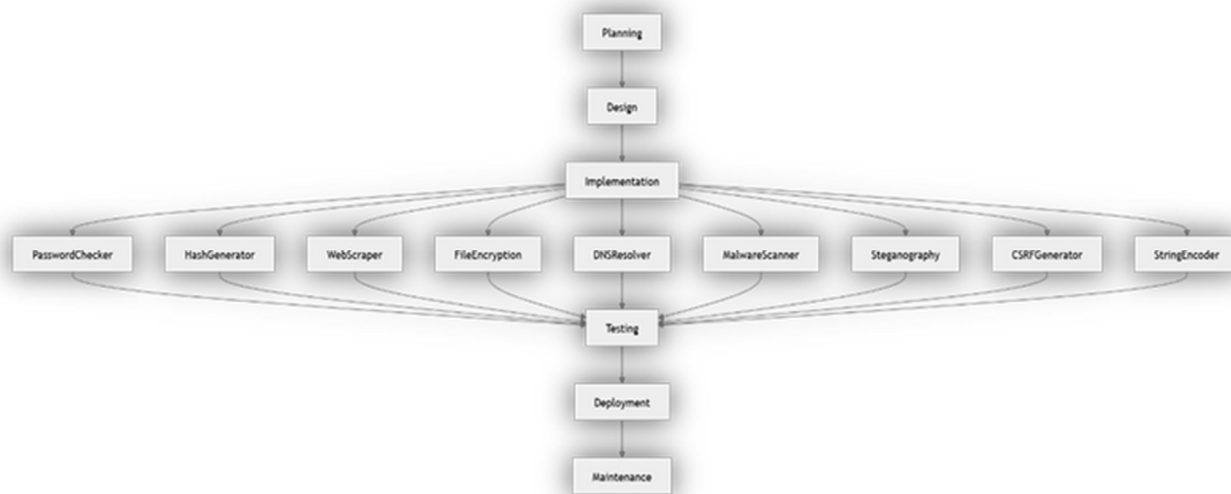 Planning
Design
Implementation
PasswordChecker
HashGenerator
WebScraper
FileEncryption
DNSResolver
MalwareScanner
Steganography
CSRFGenerator
StringEncoder
Testing
Deployment
Maintenance